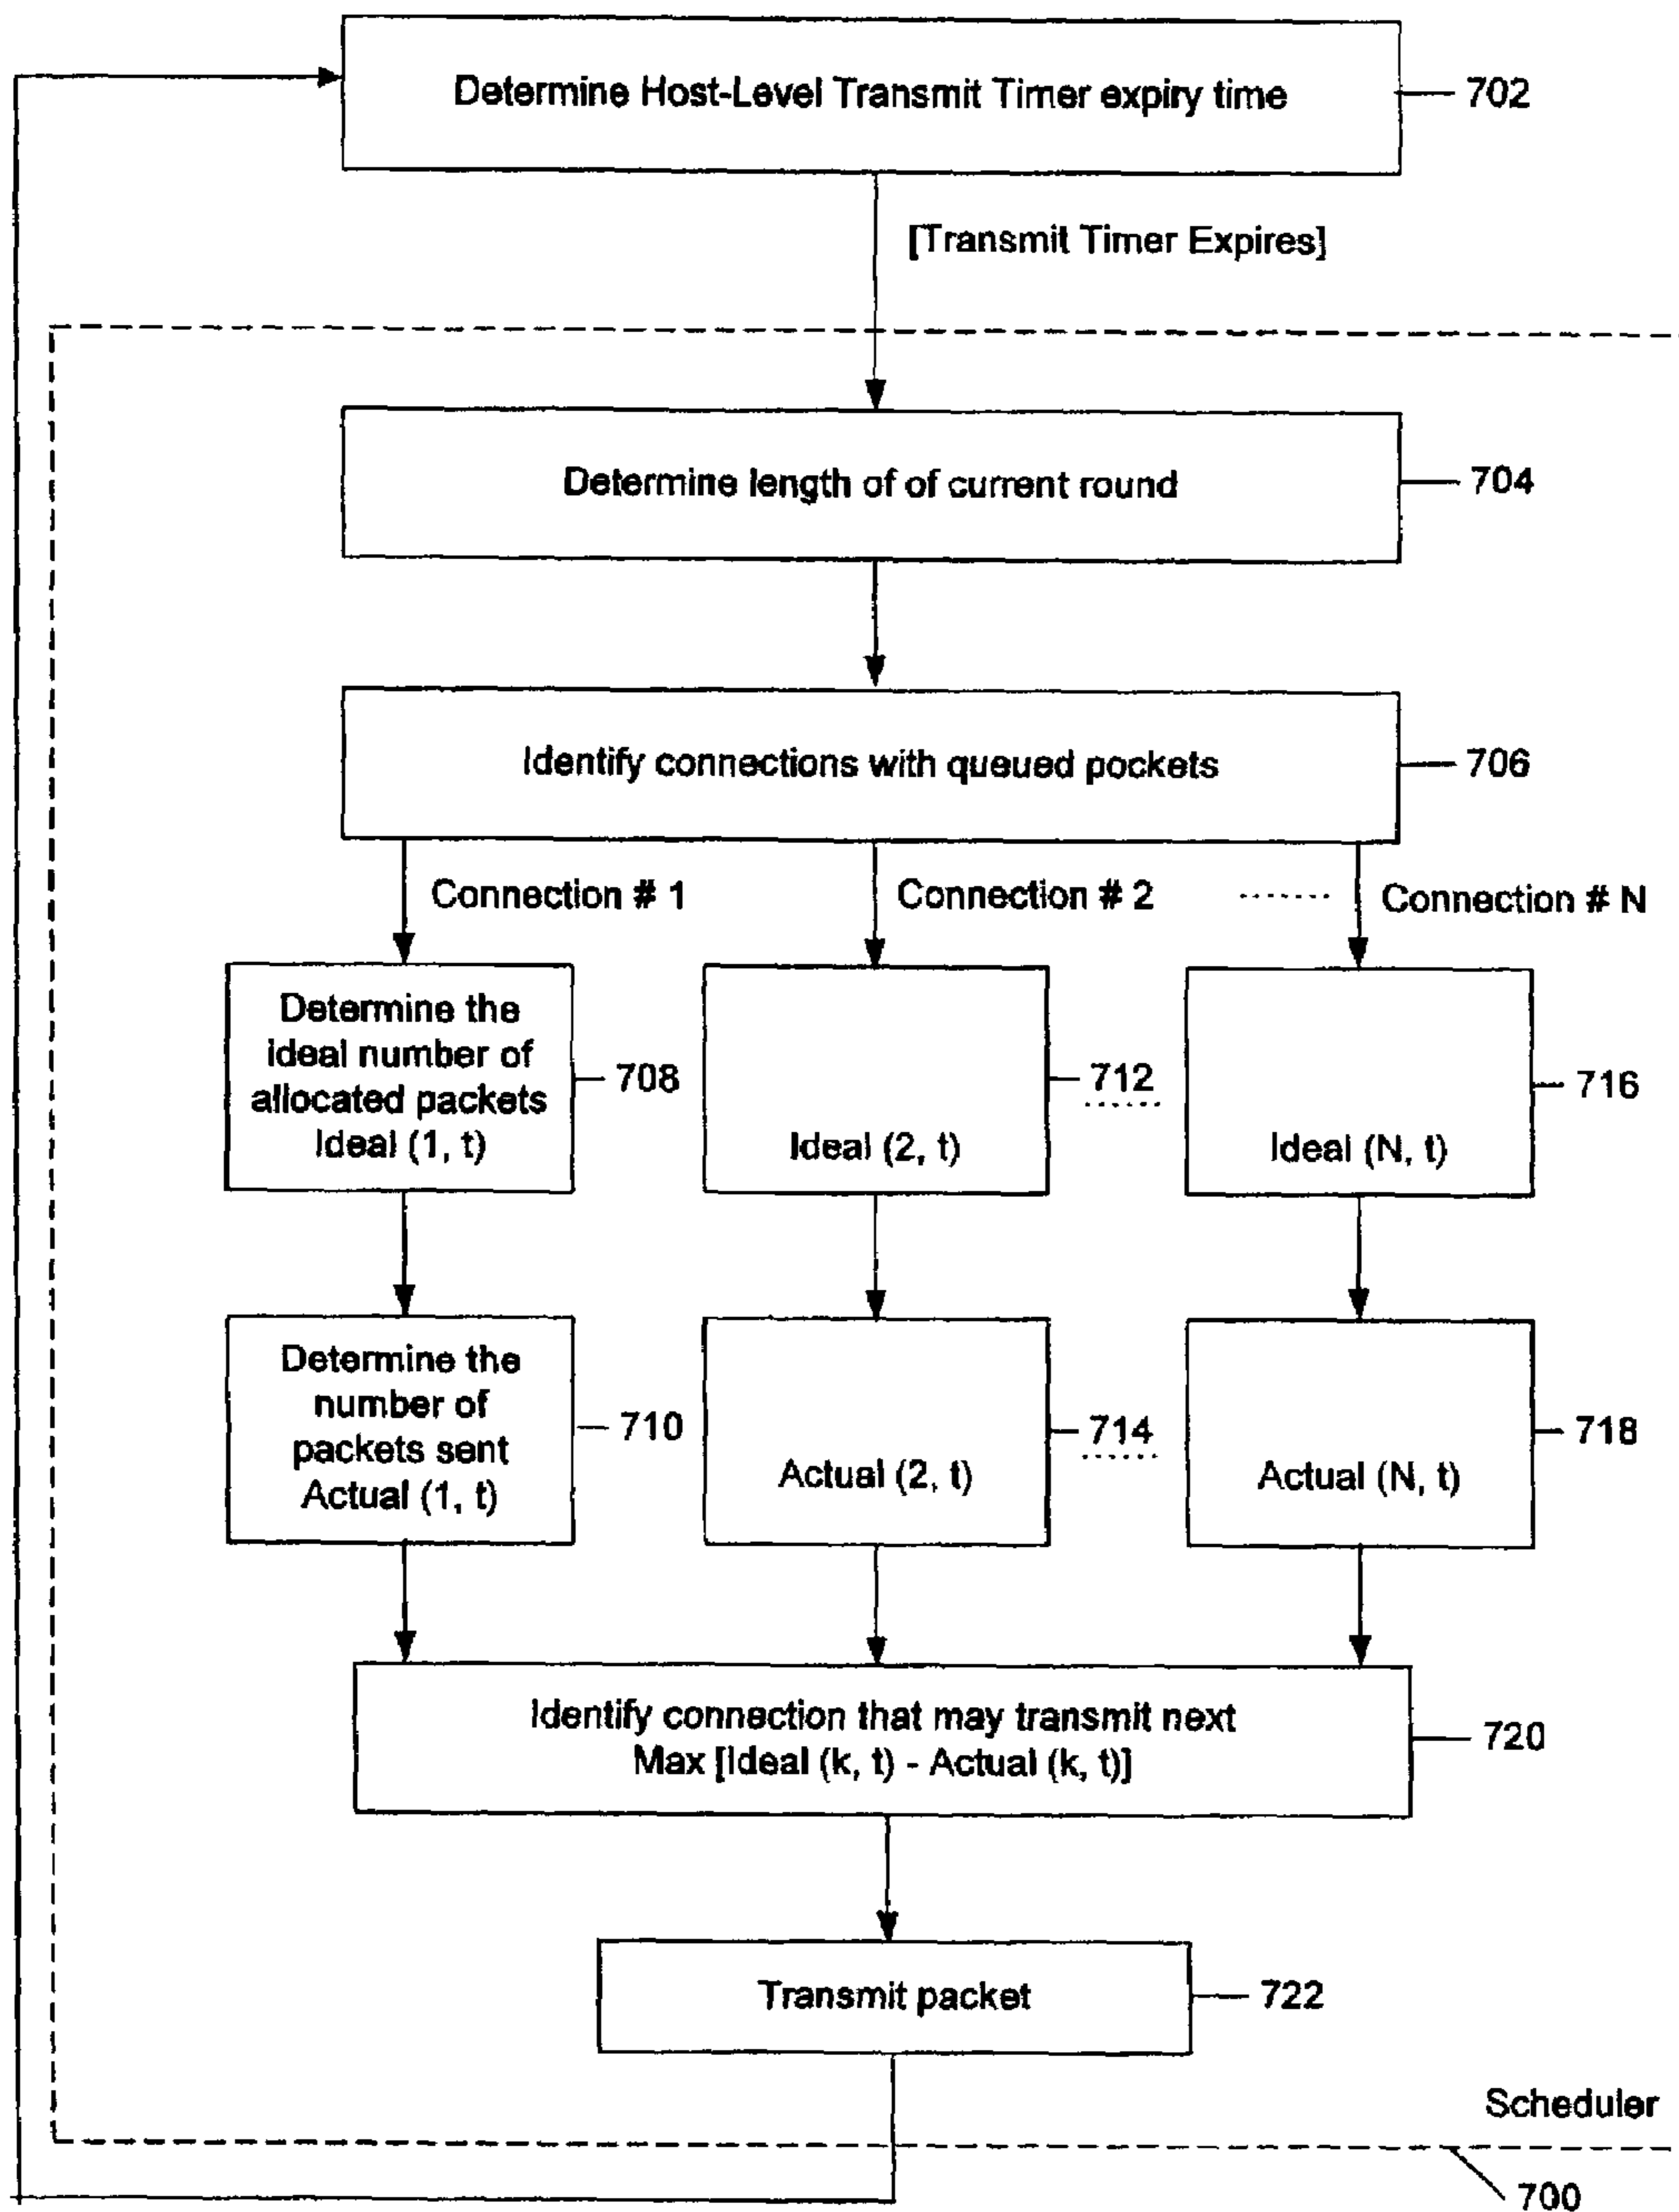 Determine Host-Level Transmit Timer expiry time
702
[Transmit Timer Expires]
Determine length of of current round
704
Identify connections with queued pockets
706
Connection # 1
Connection # 2
Connection # N
Determine the
ideal number of
allocated packets
Ideal (1, t)
708
Ideal (2, t)
712
Ideal (N, t)
716
Determine the
number of
packets sent
Actual (1, t)
710
Actual (2, t)
714
Actual (N, t)
718
Identify connection that may transmit next
Max [Ideal (k, t) - Actual (k, t)]
720
Transmit packet
722
Scheduler
700